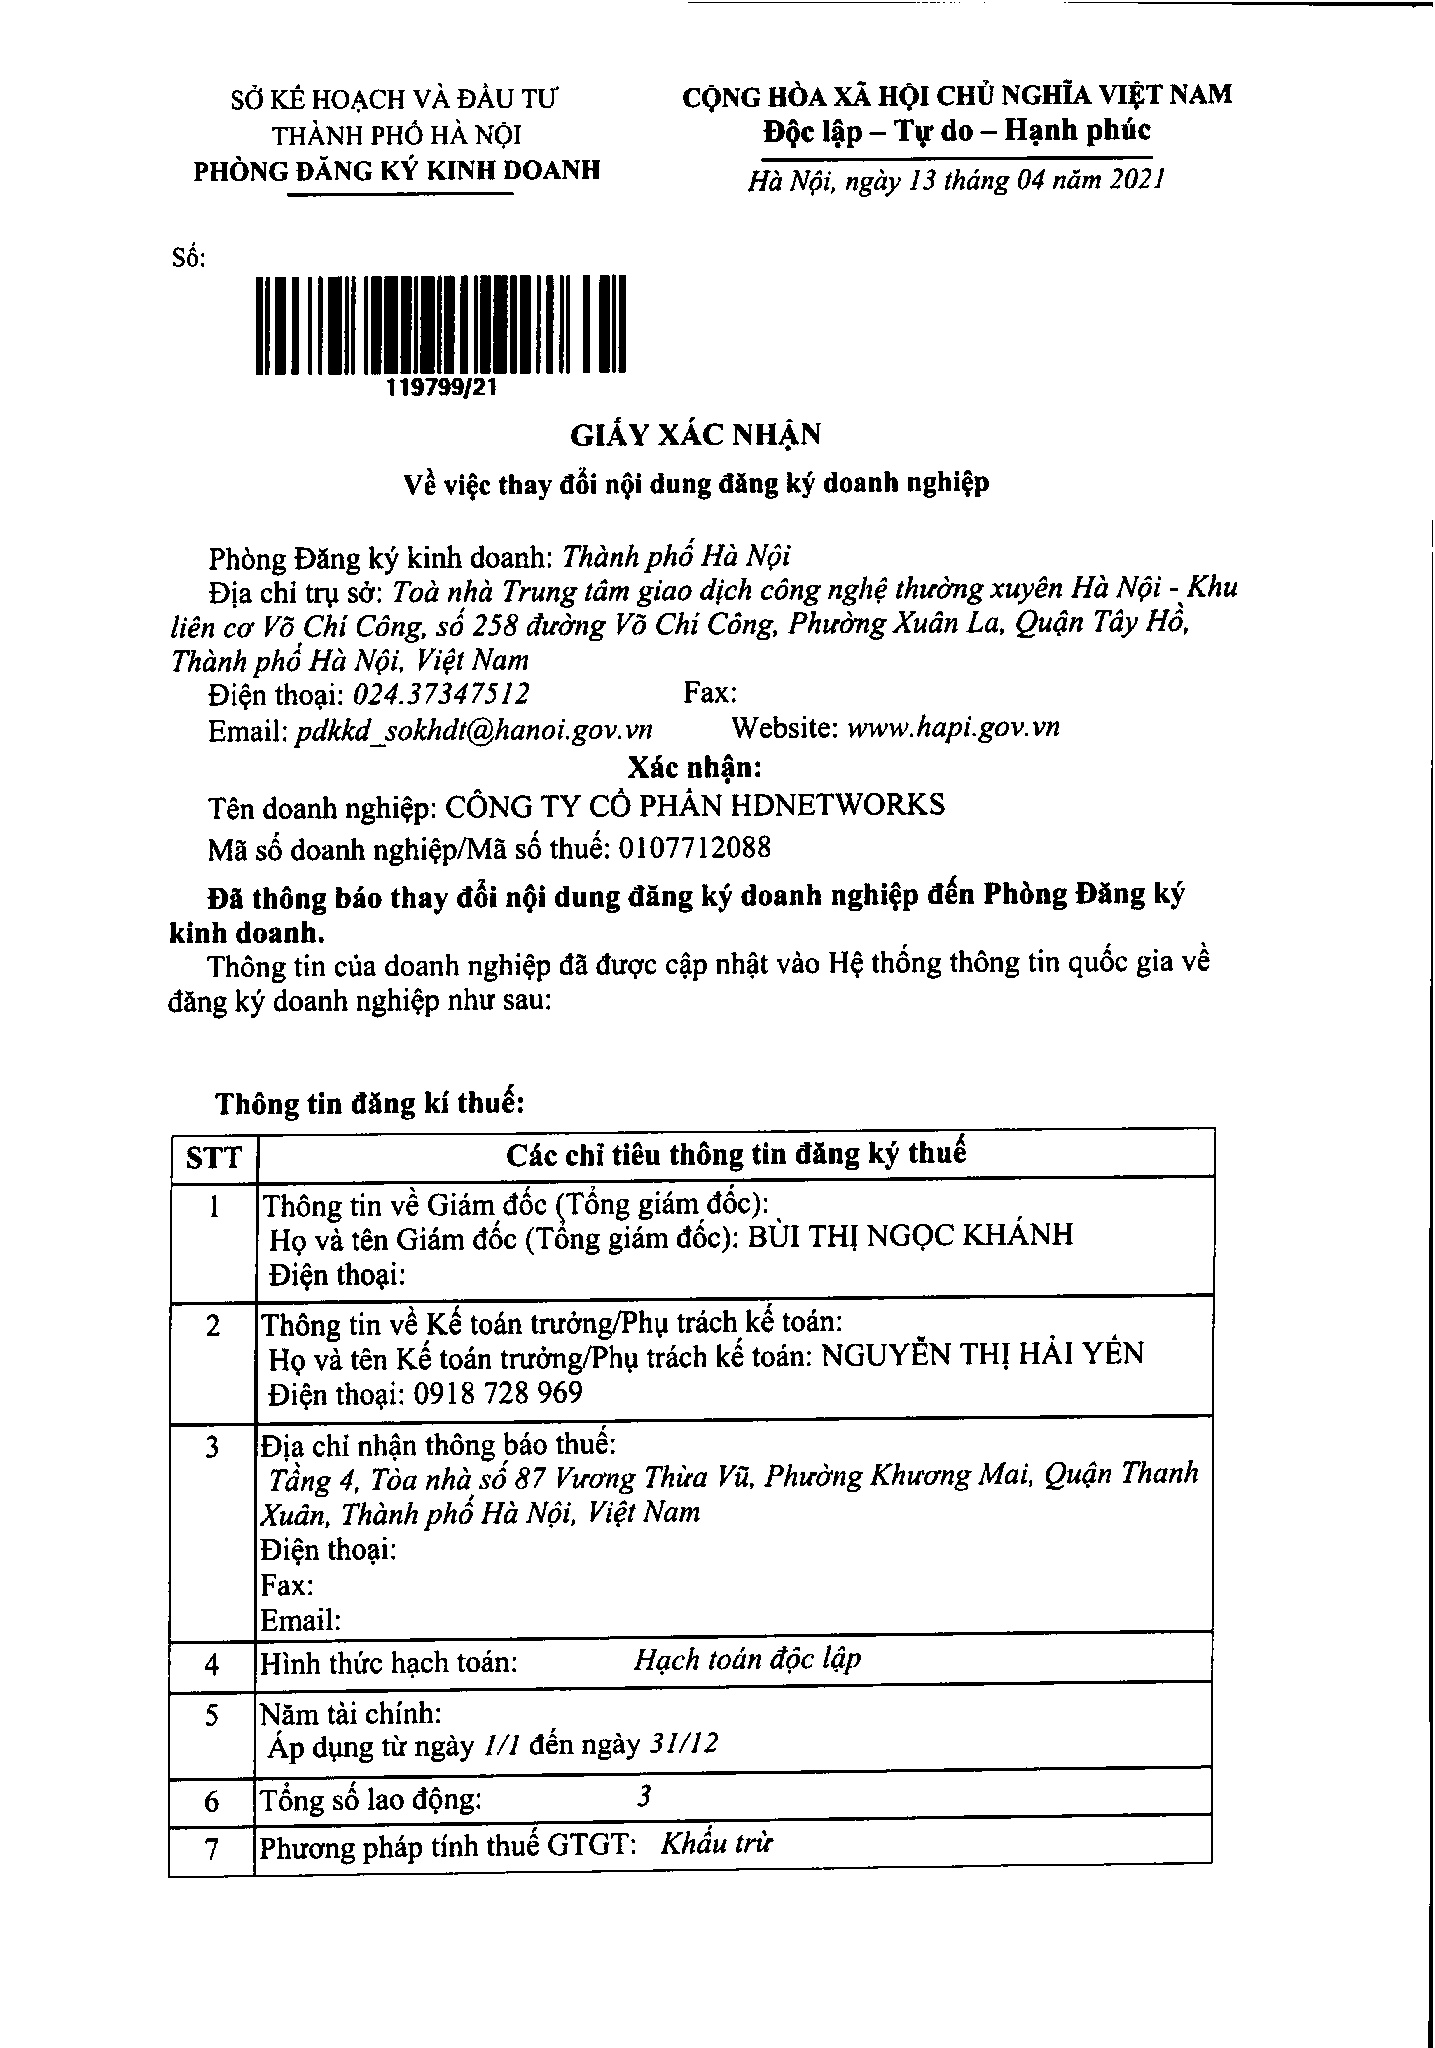 SỞ KẾ HOẠCH VÀ ĐẦU TƯ
THÀNH PHỐ HÀ NỘI
PHÒNG ĐĂNG KÝ KINH DOANH
CỘNG HÒA XÃ HỘI CHỦ NGHĨA VIỆT NAM
Độc lập – Tự do – Hạnh phúc
Hà Nội, ngày 13 tháng 04 năm 2021
Số:
119799/21
GIẤY XÁC NHẬN
Về việc thay đổi nội dung đăng ký doanh nghiệp
Phòng Đăng ký kinh doanh: Thành phố Hà Nội
Địa chỉ trụ sở: Toà nhà Trung tâm giao dịch công nghệ thường xuyên Hà Nội - Khu
liên cơ Võ Chí Công, số 258 đường Võ Chí Công, Phường Xuân La, Quận Tây Hồ,
Thành phố Hà Nội, Việt Nam
Điện thoại: 024.37347512 Fax:
Email: pdkkd_sokhdt@hanoi.gov.vn Website: www.hapi.gov.vn
Xác nhận:
Tên doanh nghiệp: CÔNG TY CỔ PHẦN HDNETWORKS
Mã số doanh nghiệp/Mã số thuế: 0107712088
Đã thông báo thay đổi nội dung đăng ký doanh nghiệp đến Phòng Đăng ký
kinh doanh.
Thông tin của doanh nghiệp đã được cập nhật vào Hệ thống thông tin quốc gia về
đăng ký doanh nghiệp như sau:
Thông tin đăng kí thuế:
STT Các chỉ tiêu thông tin đăng ký thuế
1 Thông tin về Giám đốc (Tổng giám đốc):
Họ và tên Giám đốc (Tổng giám đốc): BÙI THỊ NGỌC KHÁNH
Điện thoại:
2 Thông tin về Kế toán trưởng/Phụ trách kế toán:
Họ và tên Kế toán trưởng/Phụ trách kế toán: NGUYỄN THỊ HẢI YẾN
Điện thoại: 0918 728 969
3 Địa chỉ nhận thông báo thuế:
Tầng 4, Tòa nhà số 87 Vương Thừa Vũ, Phường Khương Mai, Quận Thanh
Xuân, Thành phố Hà Nội, Việt Nam
Điện thoại:
Fax:
Email:
4 Hình thức hạch toán: Hạch toán độc lập
5 Năm tài chính:
Áp dụng từ ngày 1/1 đến ngày 31/12
6 Tổng số lao động: 3
7 Phương pháp tính thuế GTGT: Khấu trừ